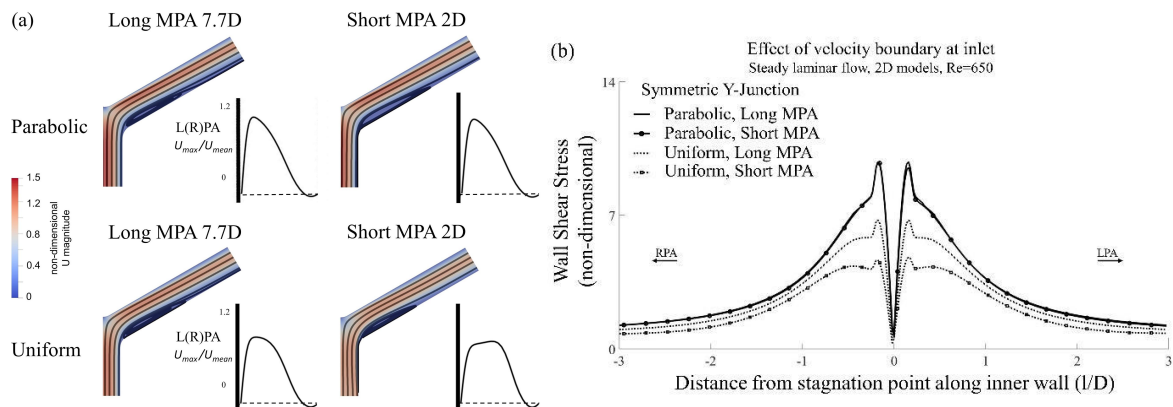 (a)
Long MPA 7.7D
Short MPA 2D
Parabolic
1.2
L(R)PA
Umax/Umean
0
1.2
0
1.5
1.2
0.8
0.4
0
non-dimensional
U magnitude
Long MPA 7.7D
Short MPA 2D
Uniform
1.2
L(R)PA
Umax/Umean
0
1.2
0
(b)
Effect of velocity boundary at inlet
Steady laminar flow, 2D models, Re=650
14
7
0
Wall Shear Stress
(non-dimensional)
Symmetric Y-Junction
Parabolic, Long MPA
Parabolic, Short MPA
Uniform, Long MPA
Uniform, Short MPA
RPA
LPA
-3
-2
-1
0
1
2
3
Distance from stagnation point along inner wall (l/D)